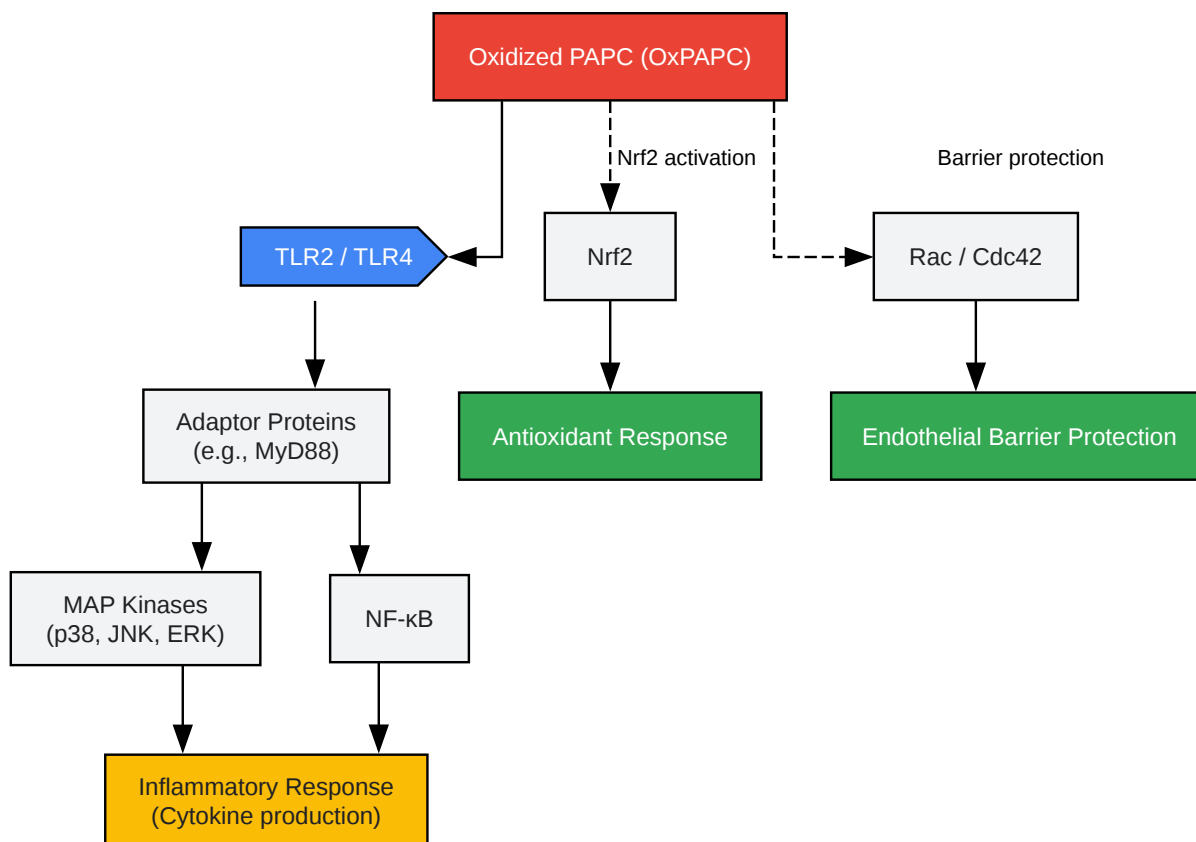 Oxidized PAPC (OxPAPC)
Nrf2 activation
Barrier protection
TLR2 / TLR4
Nrf2
Rac / Cdc42
Adaptor Proteins
(e.g., MyD88)
Antioxidant Response
Endothelial Barrier Protection
MAP Kinases
(p38, JNK, ERK)
NF-κB
Inflammatory Response
(Cytokine production)